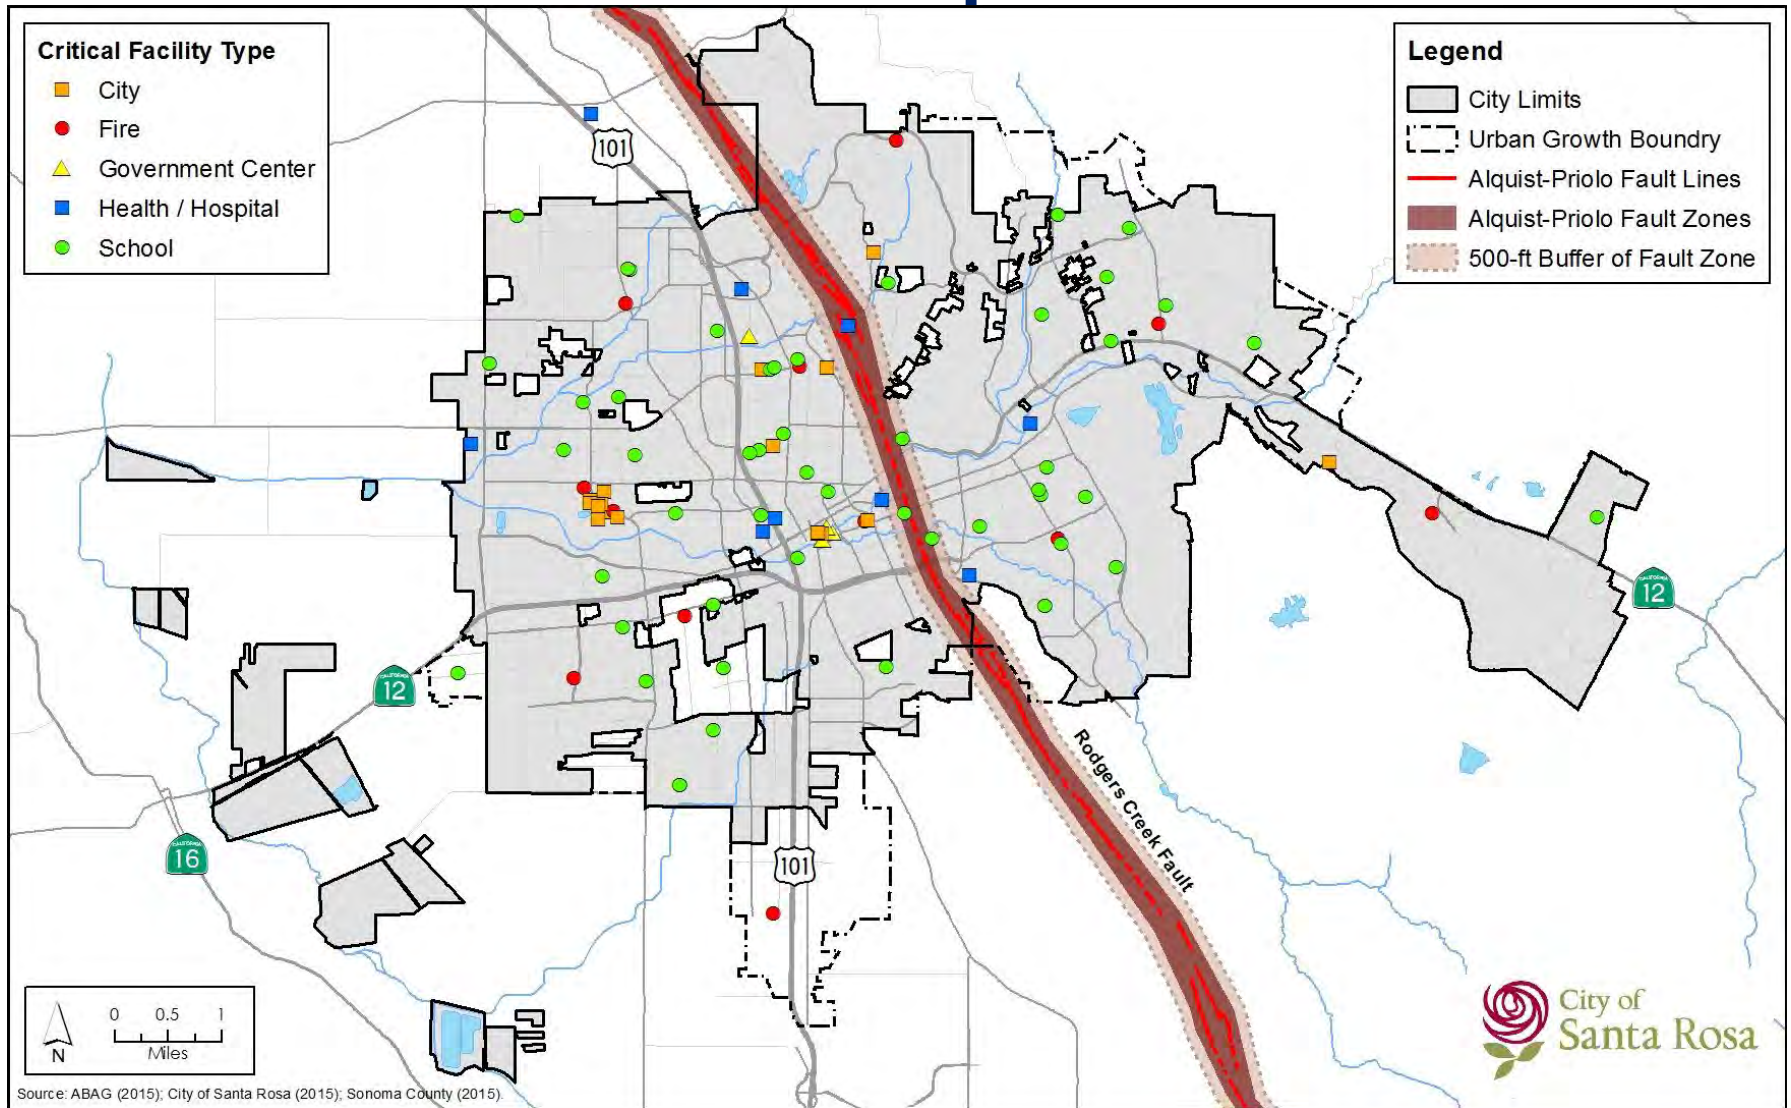 Critical Facility Type
City
Fire
Government Center
Health / Hospital
School
Legend
City Limits
Urban Growth Boundry
Alquist-Priolo Fault Lines
Alquist-Priolo Fault Zones
500-ft Buffer of Fault Zone
101
CALIFORNIA
12
CALIFORNIA
12
CALIFORNIA
16
101
Rodgers Creek Fault
N
0 0.5 1
Miles
City of
Santa Rosa
Source: ABAG (2015); City of Santa Rosa (2015); Sonoma County (2015).